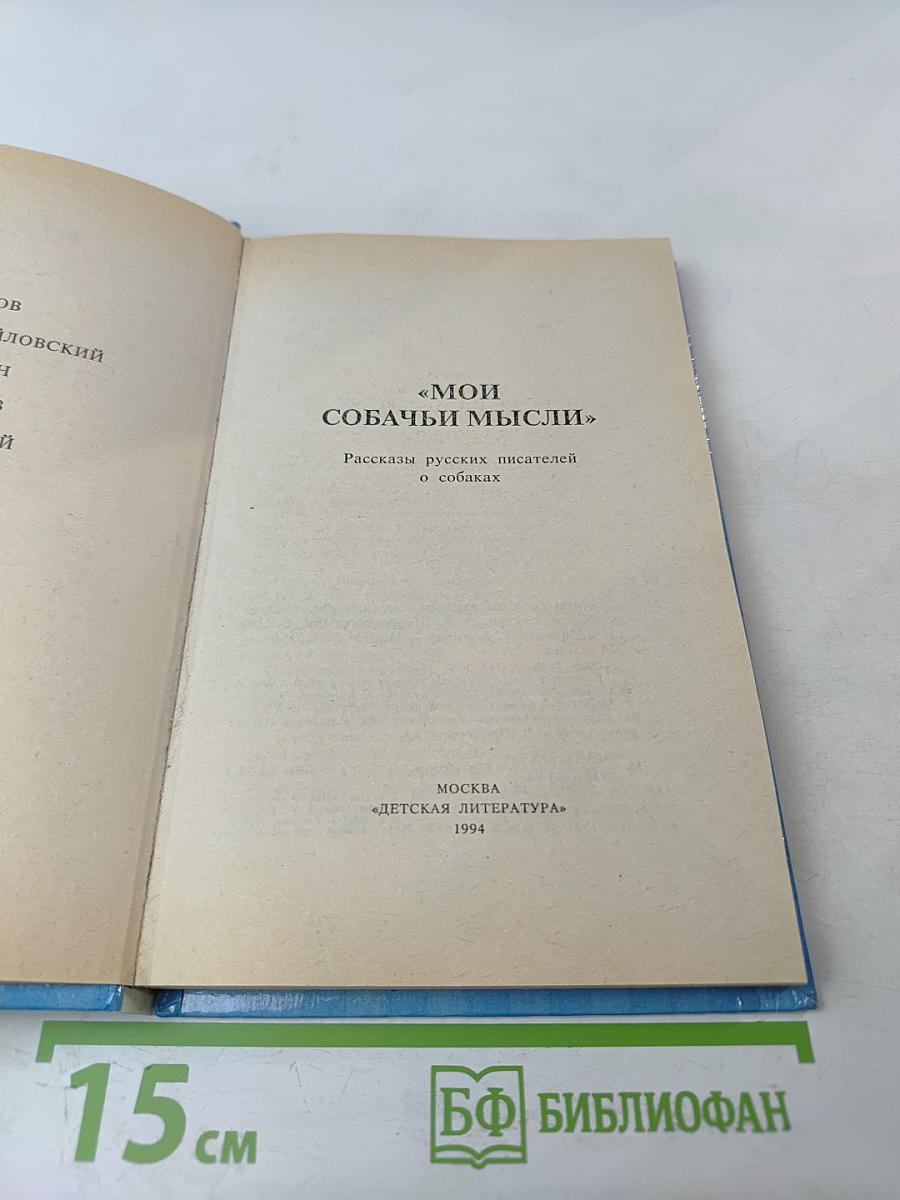 «МОИ
СОБАЧЬИ МЫСЛИ»
Рассказы русских писателей
о собаках
МОСКВА
«ДЕТСКАЯ ЛИТЕРАТУРА»
1994
15 см
БФ БИБЛИОФАН